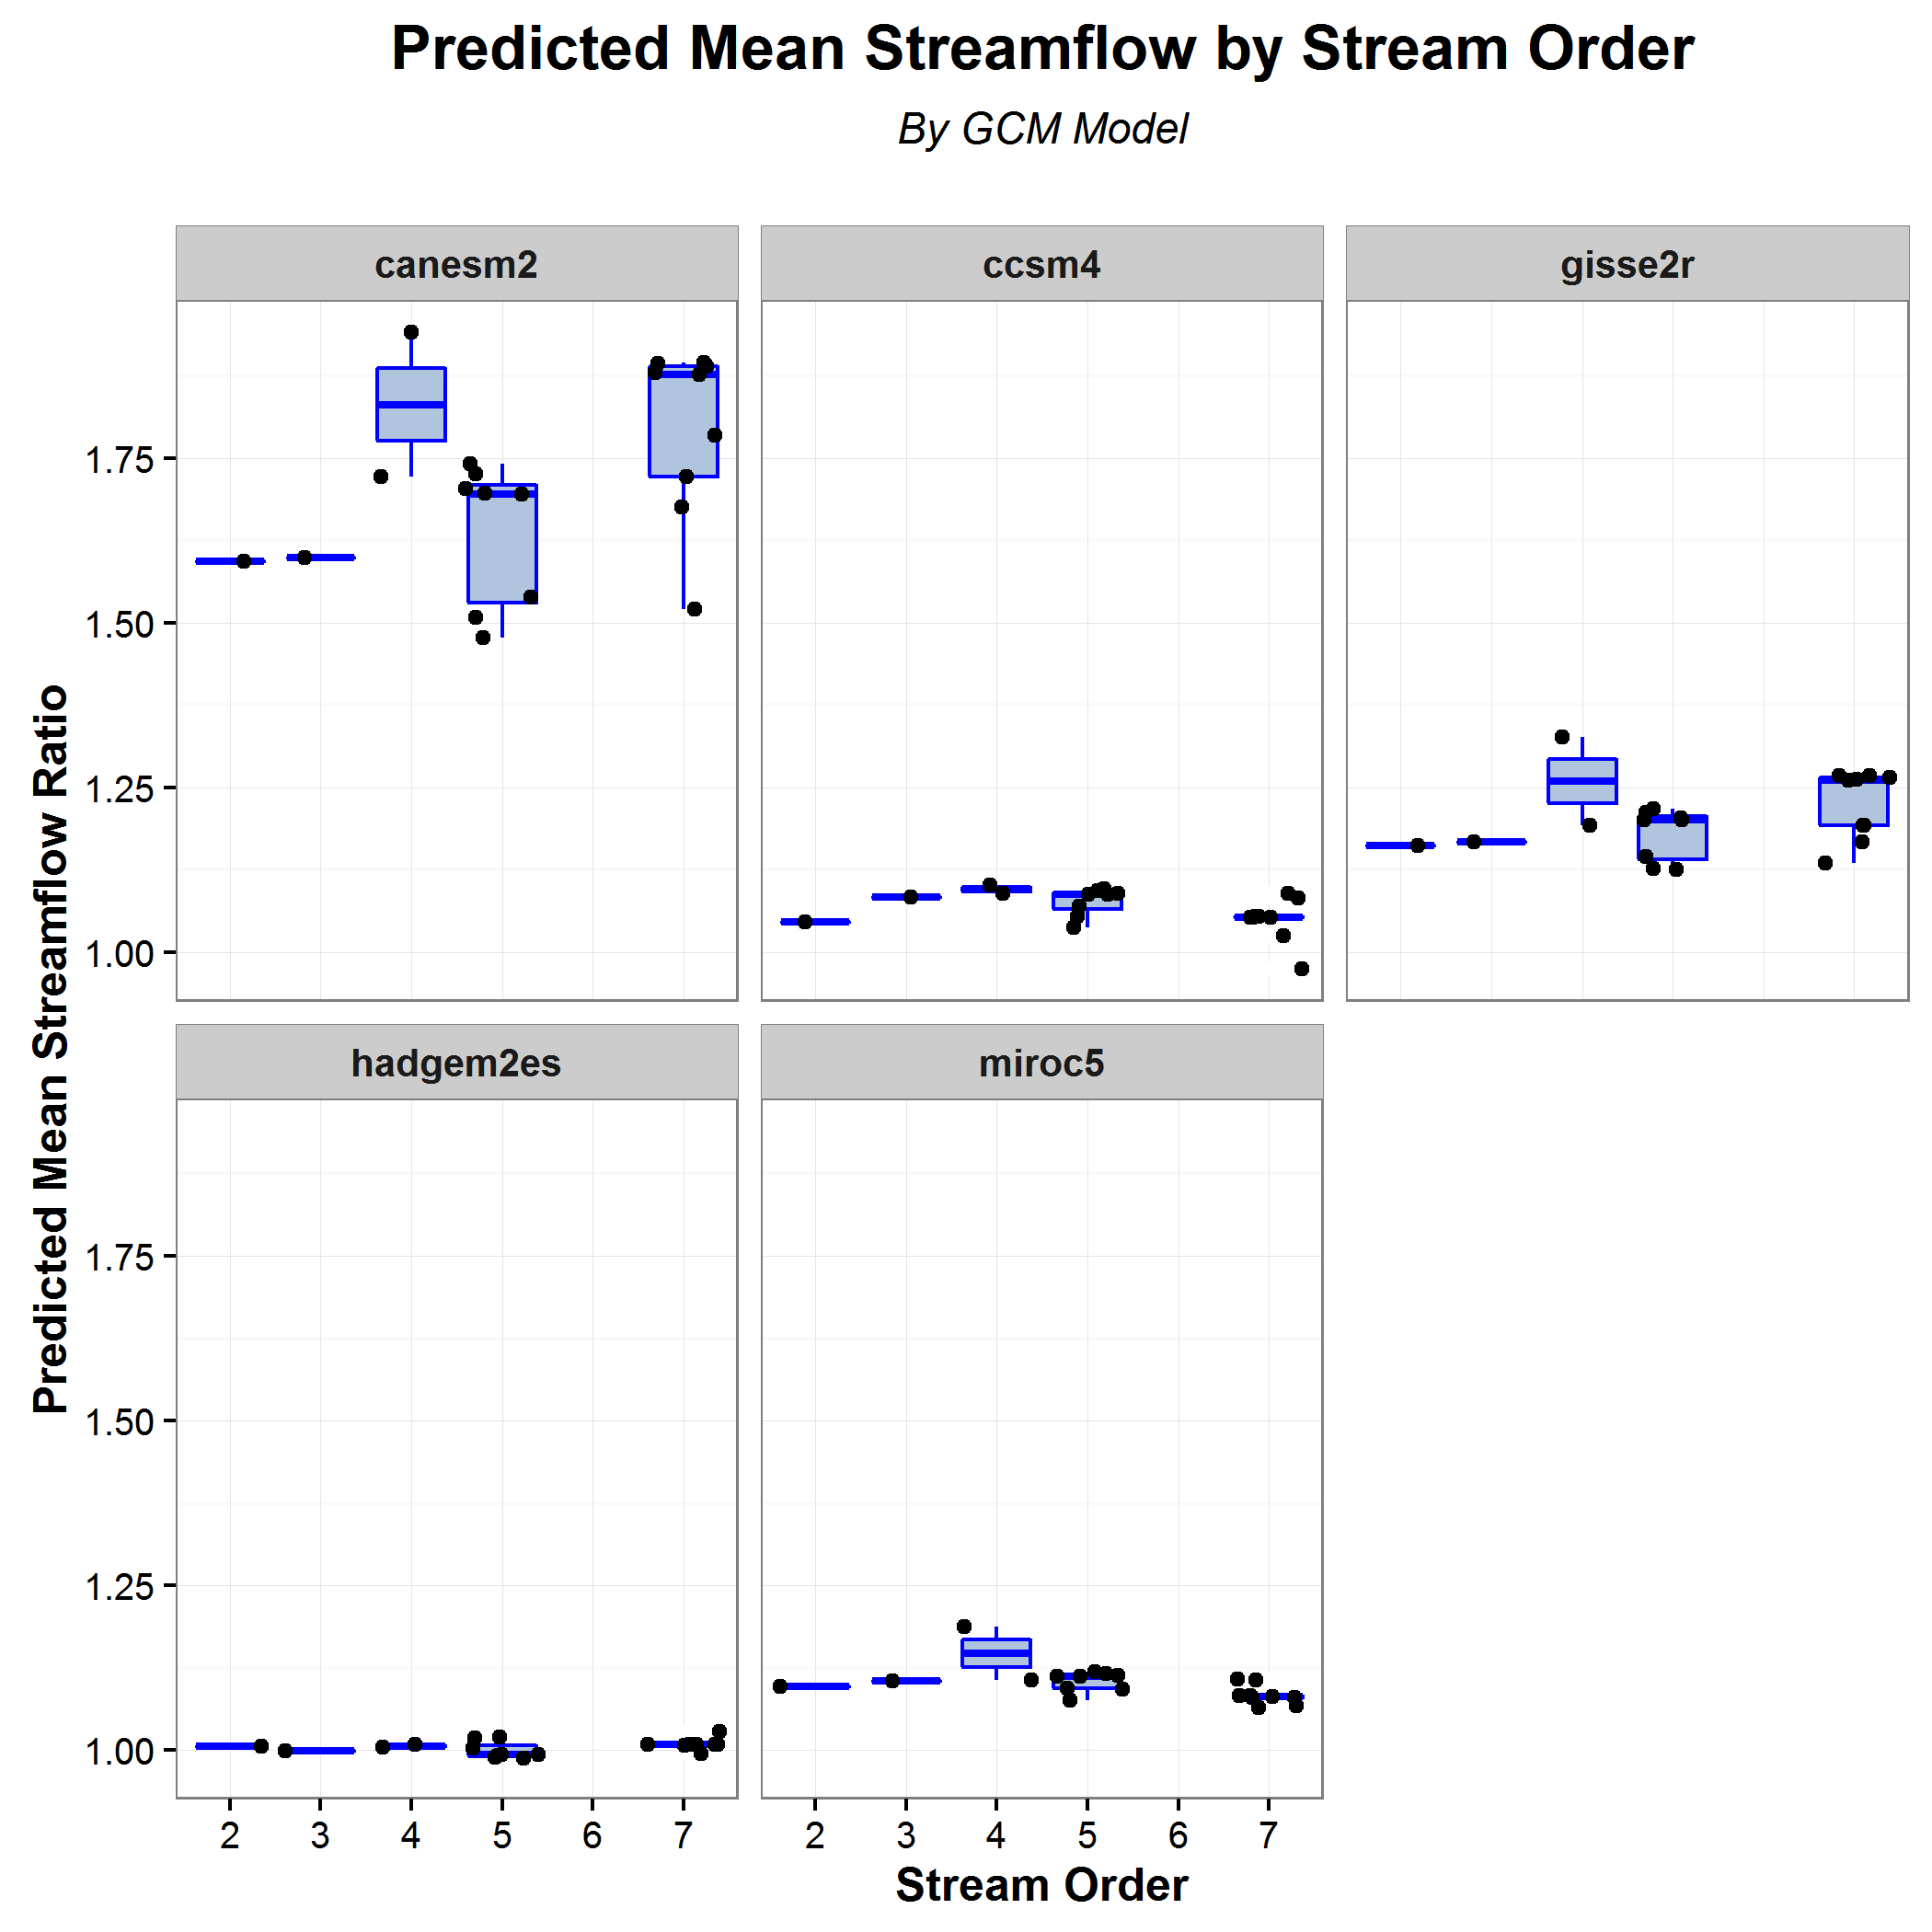 Predicted Mean Streamflow by Stream Order
By GCM Model
canesm2
ccsm4
gisse2r
1.75
1.50
1.25
1.00
Predicted Mean Streamflow Ratio
hadgem2es
miroc5
1.75
1.50
1.25
1.00
2 3 4 5 6 7
2 3 4 5 6 7
Stream Order